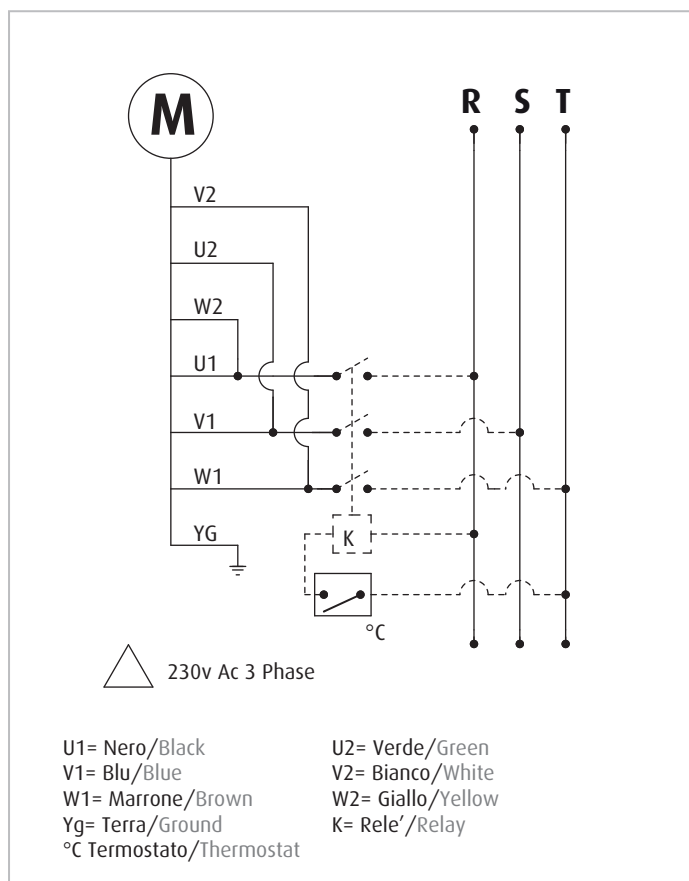 M
R S T
V2
U2
W2
U1
V1
W1
YG
K
°C
230v Ac 3 Phase
U1= Nero/Black
V1= Blu/Blue
W1= Marrone/Brown
Yg= Terra/Ground
°C Termostato/Thermostat
U2= Verde/Green
V2= Bianco/White
W2= Giallo/Yellow
K= Rele’/Relay